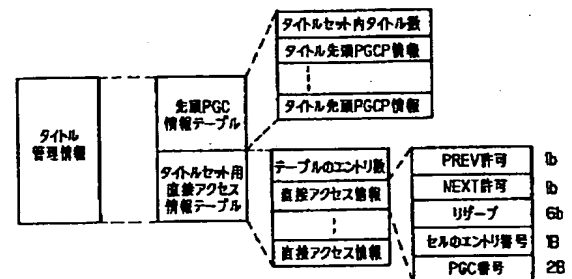 タイトル
管理情報
先頭PGC
情報テーブル
タイトルセット用
直接アクセス
情報テーブル
タイトルセット内タイトル数
タイトル先頭PGCP情報
タイトル先頭PGCP情報
テーブルのエントリ数
直接アクセス情報
直接アクセス情報
PREV許可 1b
NEXT許可 1b
リザーブ 6b
セルのエントリ番号 1B
PGC番号 2B